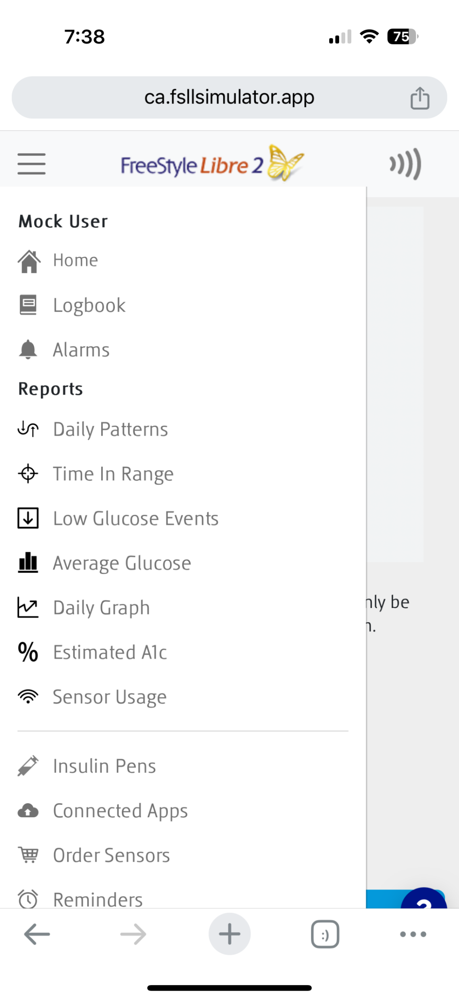 7:38
75
ca.fsllsimulator.app
FreeStyle Libre 2
Mock User
Home
Logbook
Alarms
Reports
Daily Patterns
Time In Range
Low Glucose Events
Average Glucose
Daily Graph
nly be
n.
% Estimated A1c
Sensor Usage
Insulin Pens
Connected Apps
Order Sensors
Reminders
?
:)